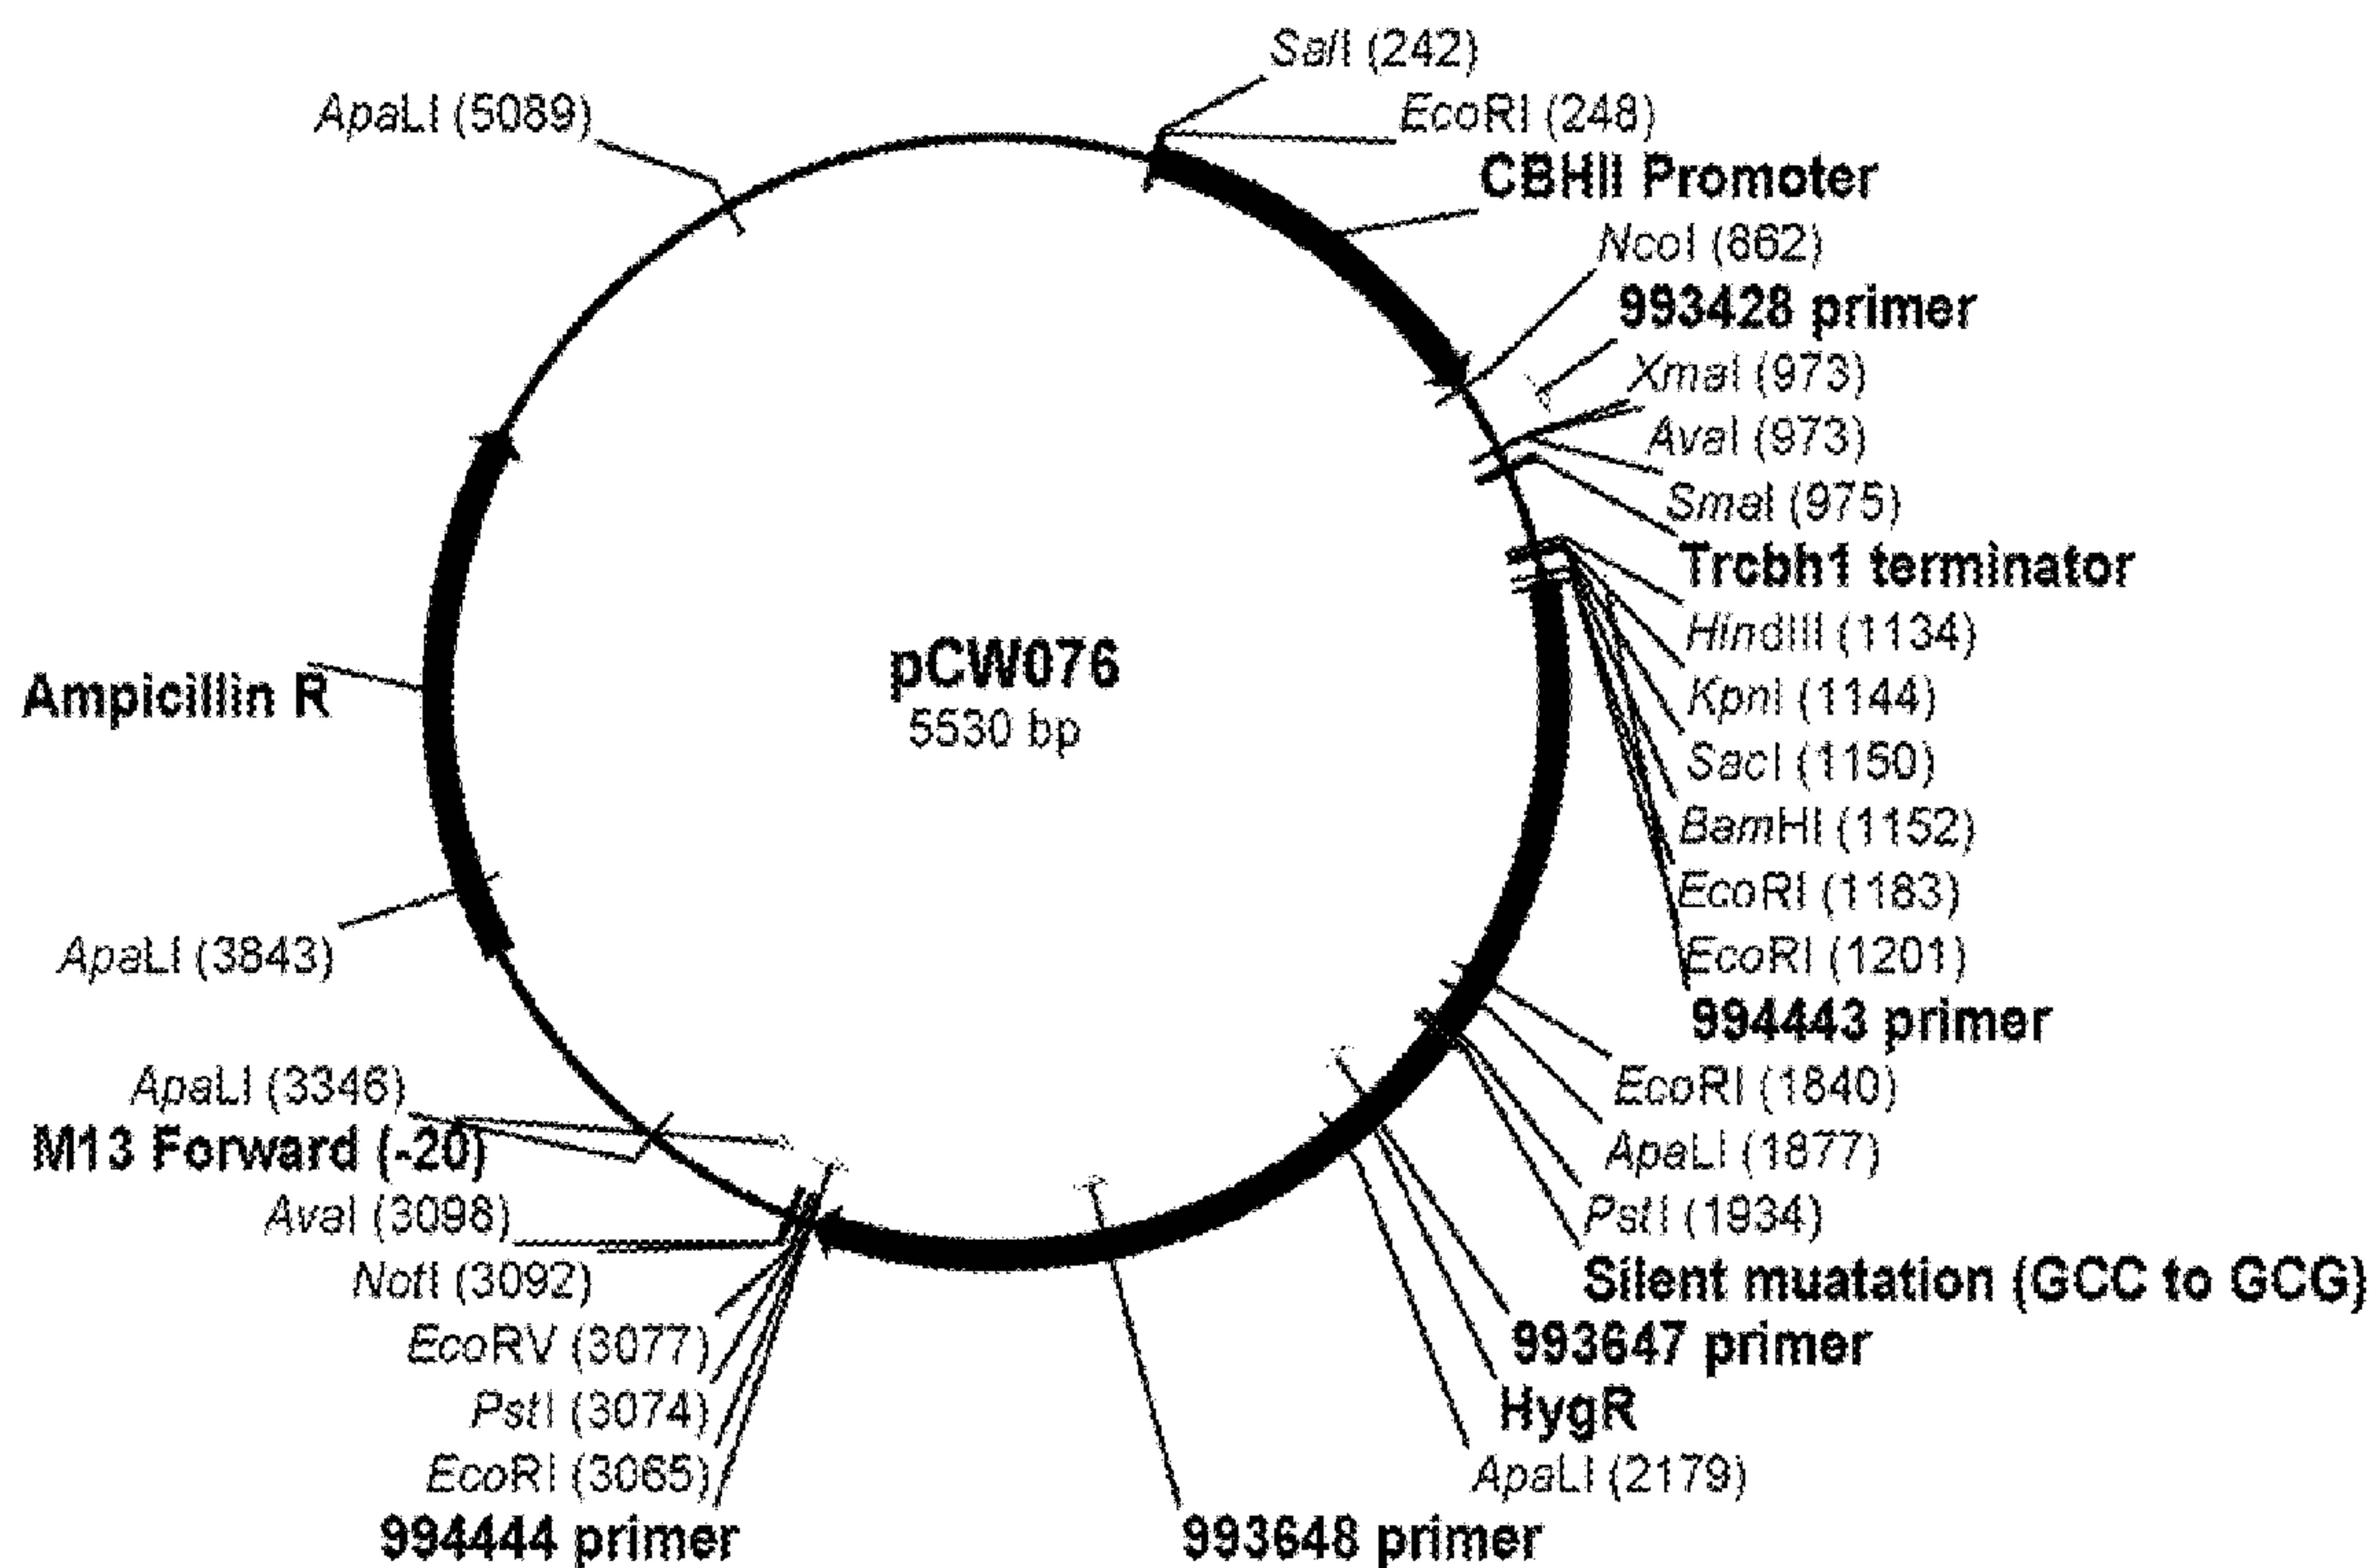 SalI (242)
ApaLI (5089)
EcoRI (248)
CBHII Promoter
NcoI (862)
993428 primer
XmaI (973)
AvaI (973)
SmaI (975)
Trcbh1 terminator
HindIII (1134)
KpnI (1144)
SacI (1150)
BamHI (1152)
EcoRI (1183)
EcoRI (1201)
994443 primer
EcoRI (1840)
ApaLI (1877)
PstI (1934)
Silent muatation (GCC to GCG)
993647 primer
HygR
ApaLI (2179)
993648 primer
994444 primer
EcoRI (3065)
PstI (3074)
EcoRV (3077)
NotI (3092)
AvaI (3098)
M13 Forward (-20)
ApaLI (3346)
ApaLI (3843)
Ampicillin R
pCW076
5530 bp